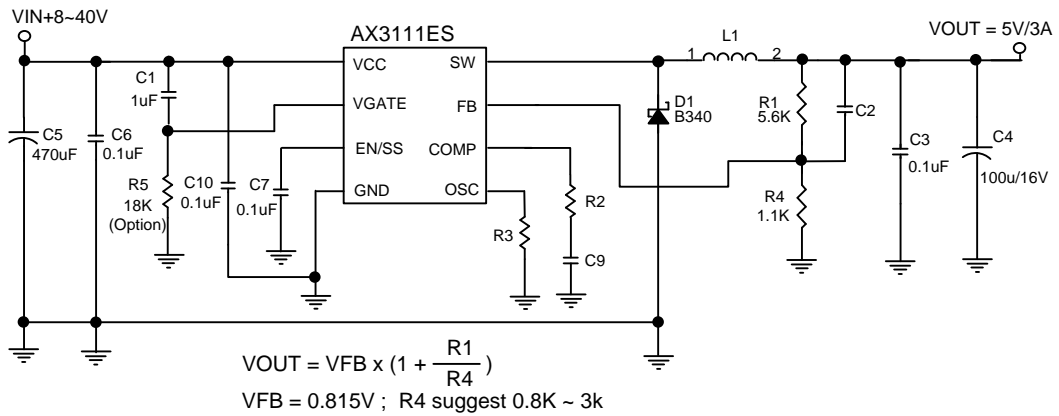 VIN+8~40V
AX3111ES
VOUT = 5V/3A
L1
1 2
VCC
SW
C1
1uF
VGATE
FB
D1
B340
R1
5.6K
C2
C5
470uF
C6
0.1uF
EN/SS
COMP
C3
0.1uF
C4
100u/16V
R5
18K
(Option)
C10
0.1uF
C7
0.1uF
GND
OSC
R2
R4
1.1K
R3
C9
VOUT = VFB x (1 + R1
R4 )
VFB = 0.815V ; R4 suggest 0.8K ~ 3k